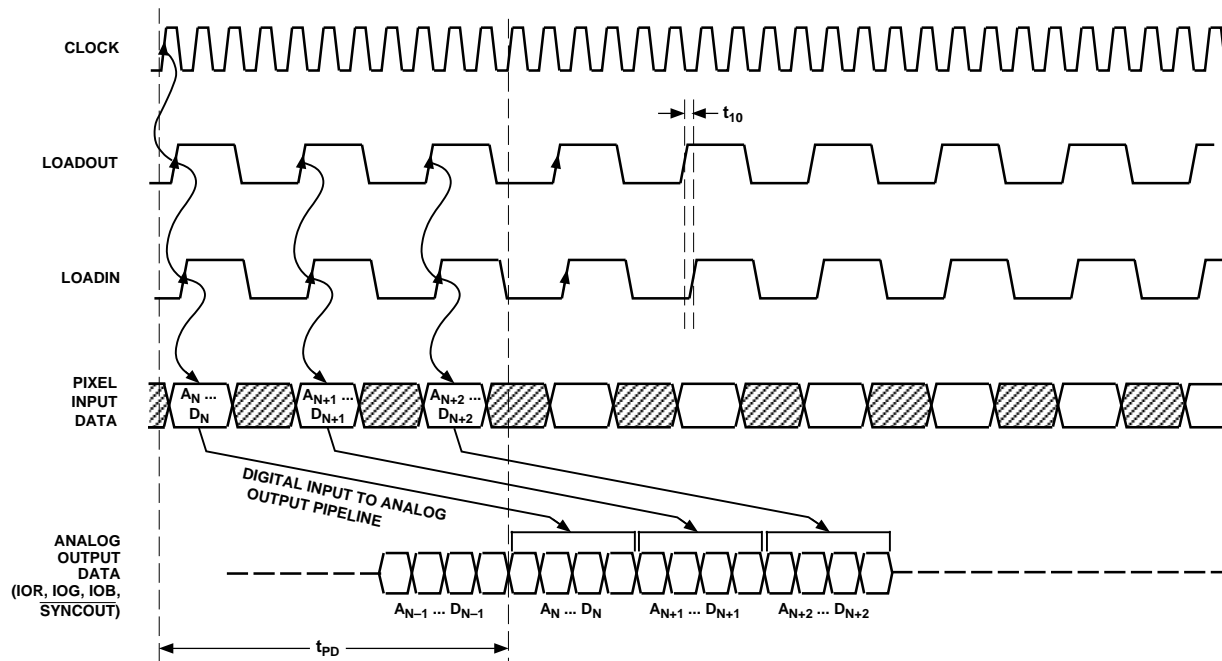 CLOCK
t10
LOADOUT
LOADIN
PIXEL
INPUT
DATA
AN ...
DN
AN+1 ...
DN+1
AN+2 ...
DN+2
DIGITAL INPUT TO ANALOG
OUTPUT PIPELINE
ANALOG
OUTPUT
DATA
(IOR, IOG, IOB,
SYNCOUT)
AN–1 ... DN–1
AN ... DN
AN+1 ... DN+1
AN+2 ... DN+2
tPD